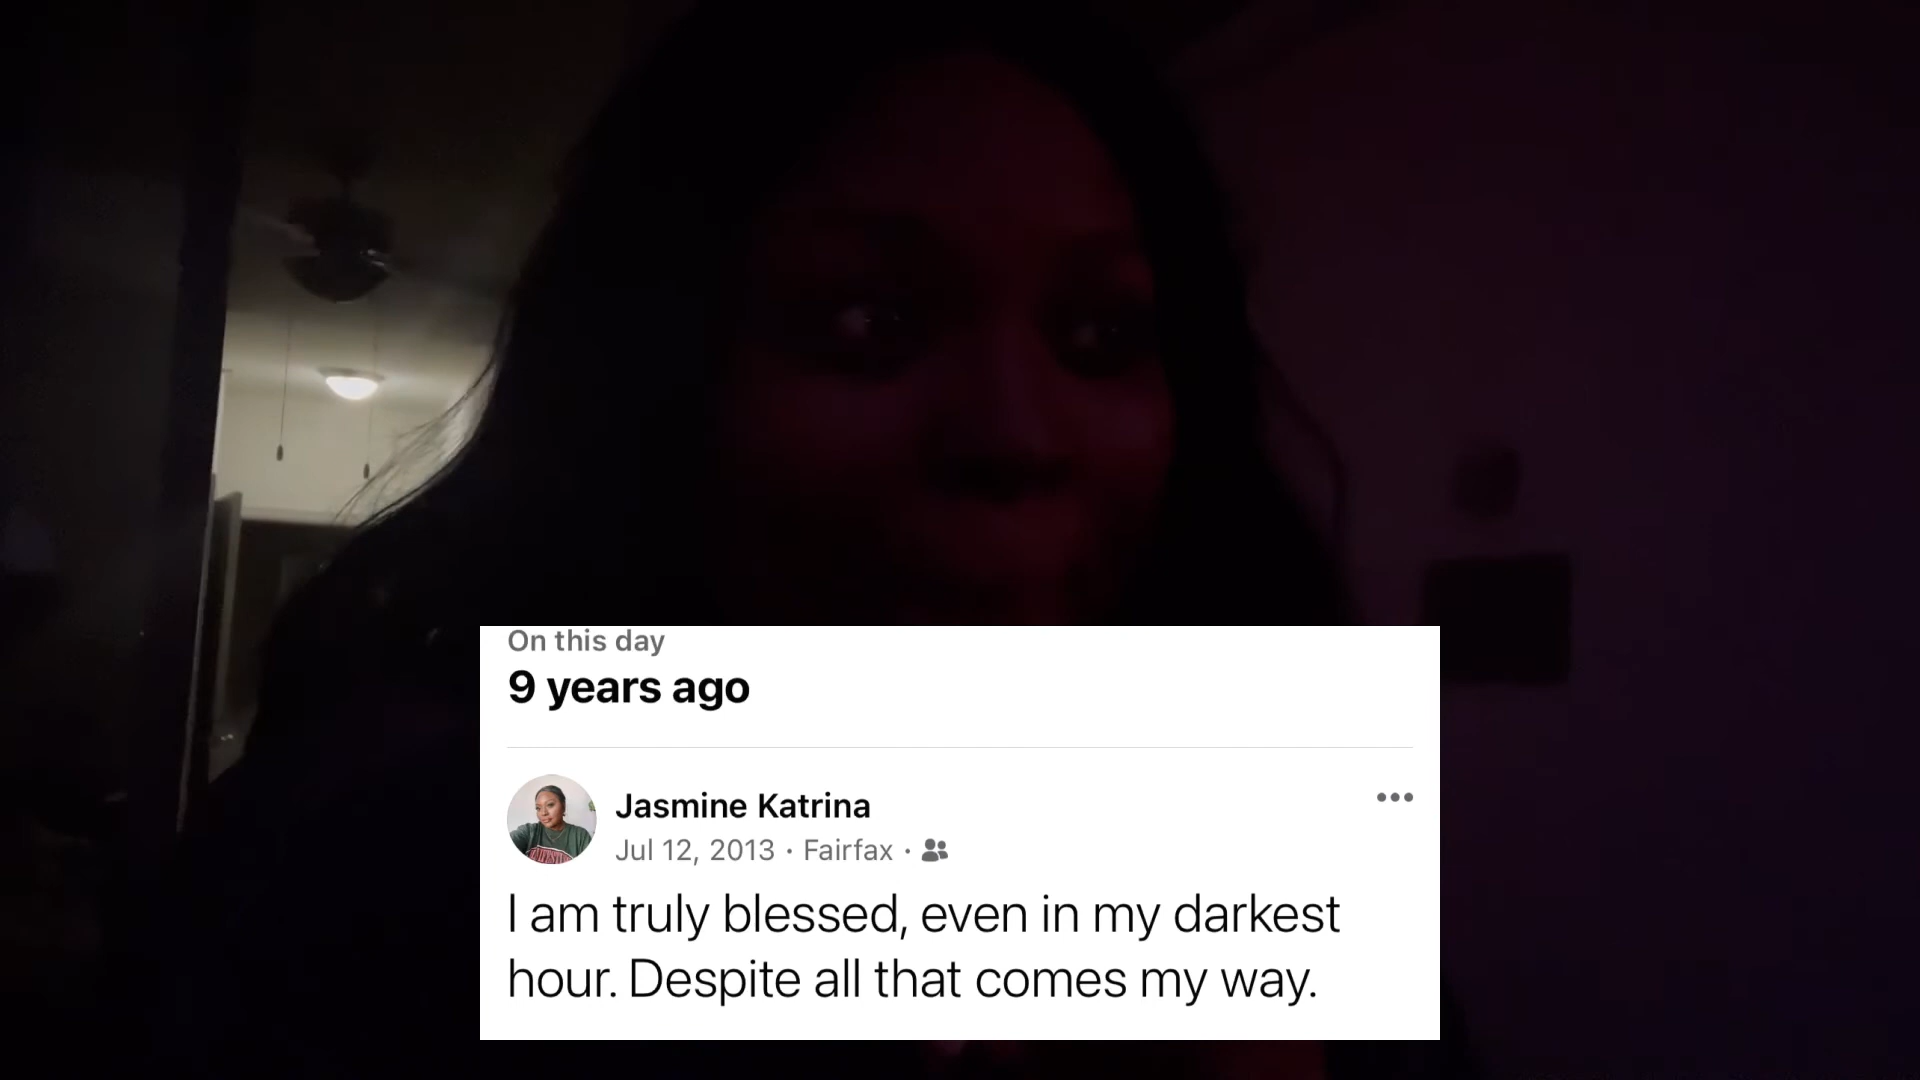 On this day
9 years ago
Jasmine Katrina
Jul 12, 2013 · Fairfax ·
I am truly blessed, even in my darkest
hour. Despite all that comes my way.